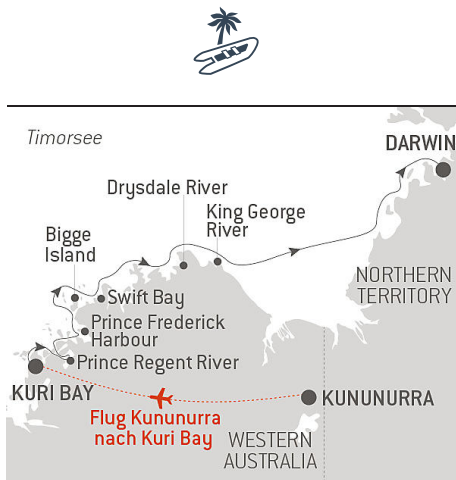 Timorsee
DARWIN
Drysdale River
King George
River
Bigge
Island
NORTHERN
TERRITORY
Swift Bay
Prince Frederick
Harbour
Prince Regent River
KURI BAY
KUNUNURRA
Flug Kununurra
nach Kuri Bay
WESTERN
AUSTRALIA